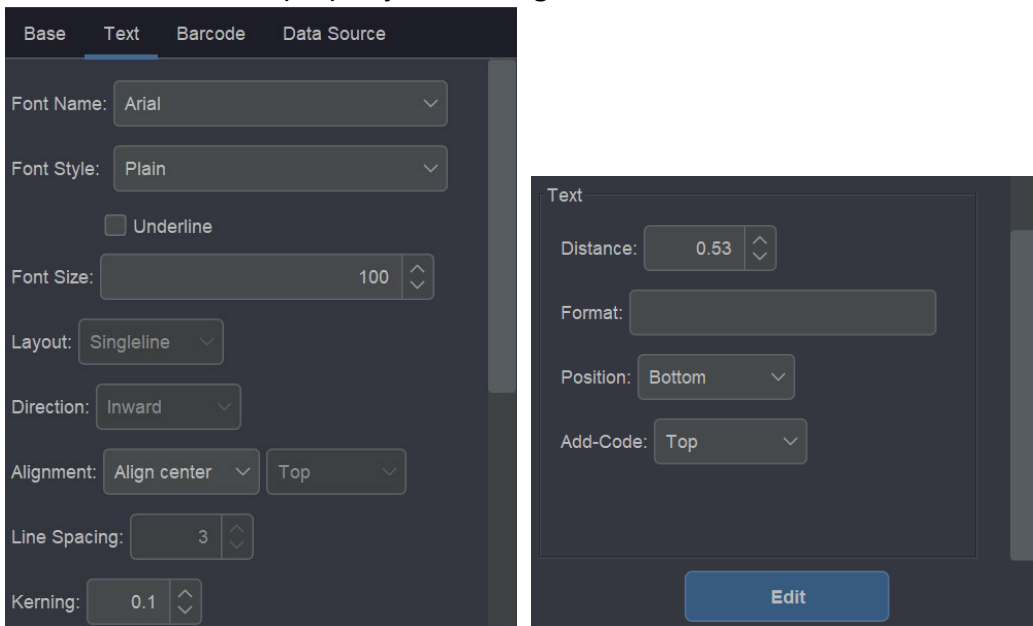 Base Text Barcode Data Source
Font Name: Arial
Font Style: Plain
Underline
Font Size: 100
Layout: Singleline
Direction: Inward
Alignment: Align center Top
Line Spacing: 3
Kerning: 0.1
Text
Distance: 0.53
Format:
Position: Bottom
Add-Code: Top
Edit